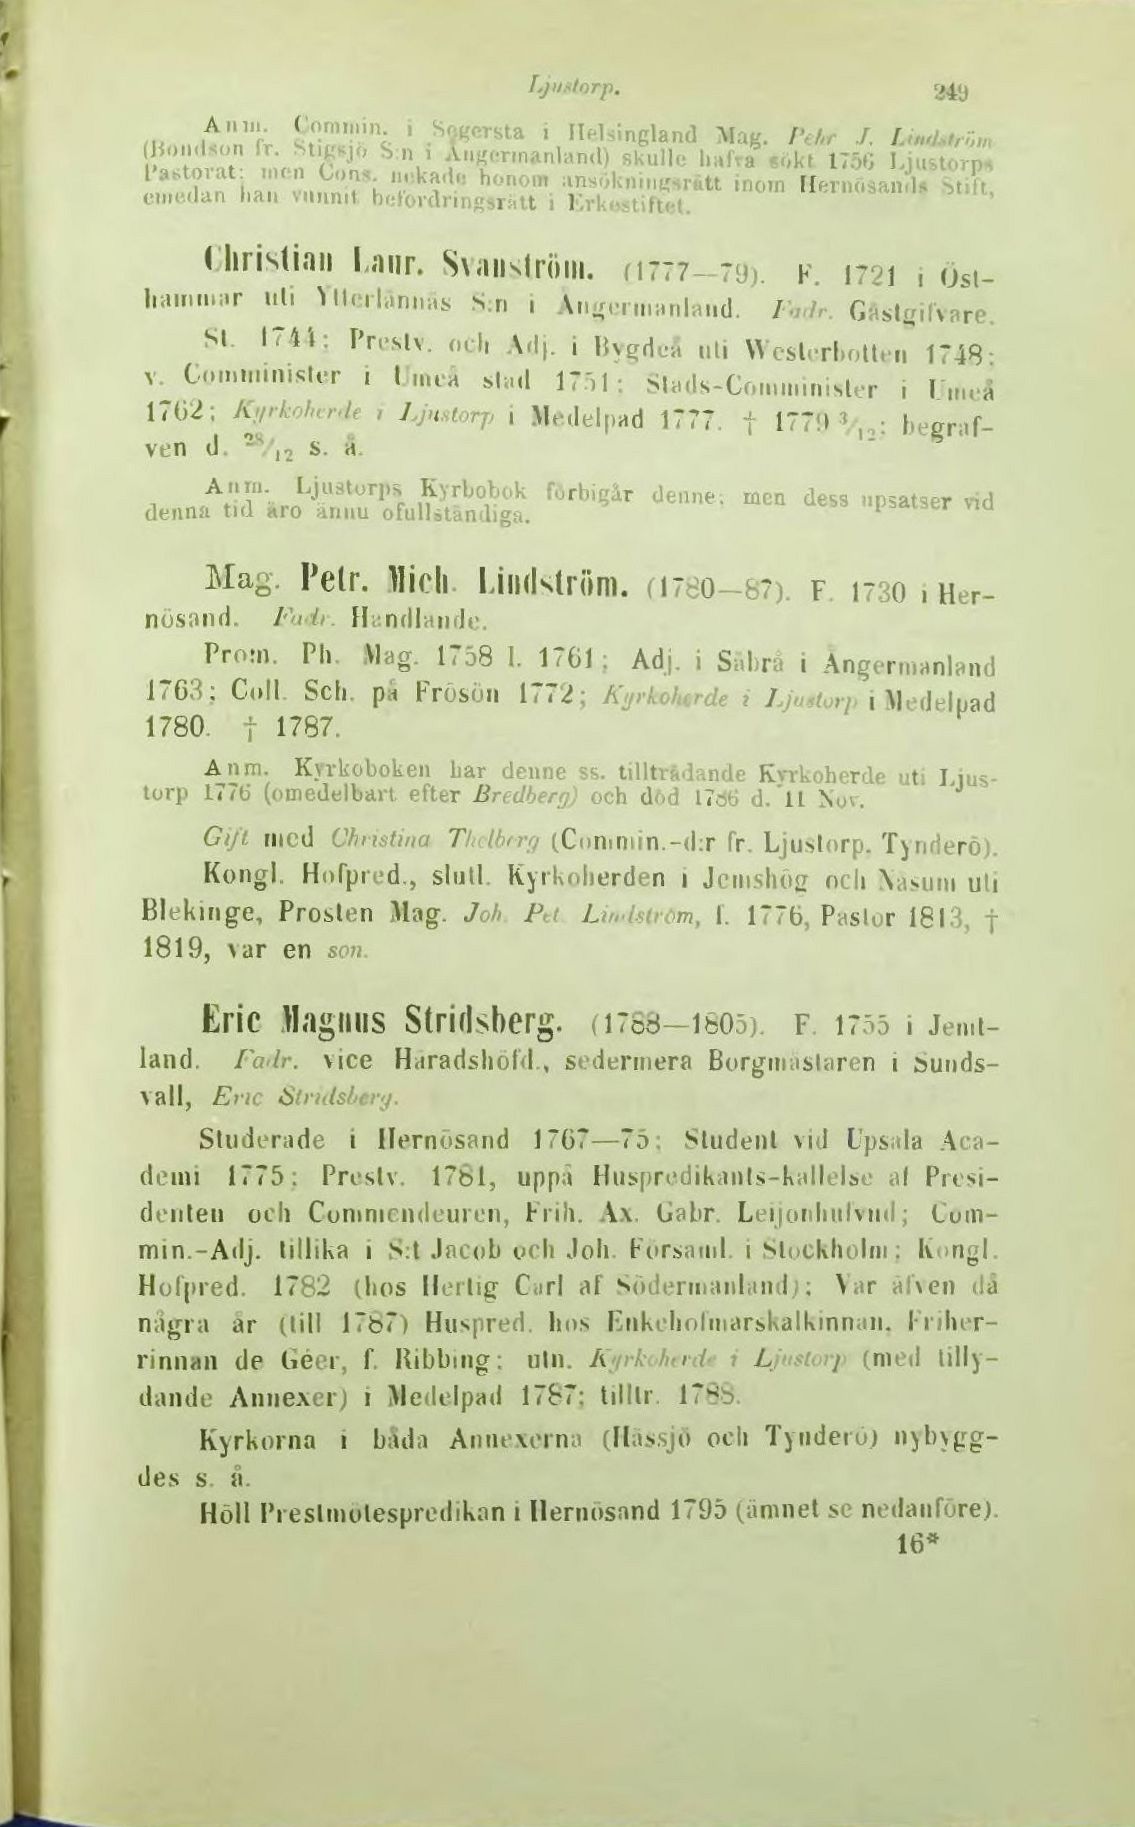 Ljustorp. 249
Anm. Commin. i Segersta i Helsingland Mag. Pehr J. Lindström
(Bondson fr. Stigsjö S:n i Ångermanland) skulle hafva sökt 1756 Ljustorps
Pastorat; men Cons. nekade honom ansökningsrätt inom Hernösands Stift,
emedan han vunnit befordringsrätt i Erkestiftet.
Christian Laur. Svanström. (1777—79). F. 1721 i Öst-
hammar uti Ytterlännäs S:n i Ångermanland. Fadr. Gästgifvare.
St. 1744; Prestv. och Adj. i Bygdeå uti Westerbotten 1748;
v. Comminister i Umeå stad 1751; Stads-Comminister i Umeå
1762; Kyrkoherde i Ljustorp i Medelpad 1777. † 1779 3/12; begraf-
ven d. 28/12 s. å.
Anm. Ljustorps Kyrbobok förbigår denne; men dess upsatser vid
denna tid äro ännu ofullständiga.
Mag. Petr. Mich. Lindström. (1780—87). F. 1730 i Her-
nösand. Fadr. Handlande.
Prom. Ph. Mag. 1758 l. 1761; Adj. i Säbrå i Ångermanland
1763; Coll. Sch. på Frösön 1772; Kyrkoherde i Ljustorp i Medelpad
1780. † 1787.
Anm. Kyrkoboken har denne ss. tillträdande Kyrkoherde uti Ljus-
torp 1776 (omedelbart efter Bredberg) och död 1786 d. 11 Nov.
Gift med Christina Thelberg (Commin.-d:r fr. Ljustorp, Tynderö).
Kongl. Hofpred., slutl. Kyrkoherden i Jemshög och Näsum uti
Blekinge, Prosten Mag. Joh. Pet. Lindström, f. 1776, Pastor 1813, †
1819, var en son.
Eric Magnus Stridsberg. (1788—1805). F. 1755 i Jemt-
land. Fadr. vice Häradshöfd., sedermera Borgmästaren i Sunds-
vall, Eric Stridsberg.
Studerade i Hernösand 1767—75; Student vid Upsala Aca-
demi 1775; Prestv. 1781, uppå Huspredikants-kallelse af Presi-
denten och Commendeuren, Frih. Ax. Gabr. Leijonhufvud; Com-
min.-Adj. tillika i S:t Jacob och Joh. Församl. i Stockholm; Kongl.
Hofpred. 1782 (hos Hertig Carl af Södermanland); Var äfven då
några år (till 1787) Huspred. hos Enkehofmarskalkinnan, Friher-
rinnan de Géer, f. Ribbing; utn. Kyrkoherde i Ljustorp (med tilly-
dande Annexer) i Medelpad 1787; tilltr. 1788.
Kyrkorna i båda Annexerna (Hässjö och Tynderö) nybygg-
des s. å.
Höll Prestmötespredikan i Hernösand 1795 (ämnet se nedanföre).
16*